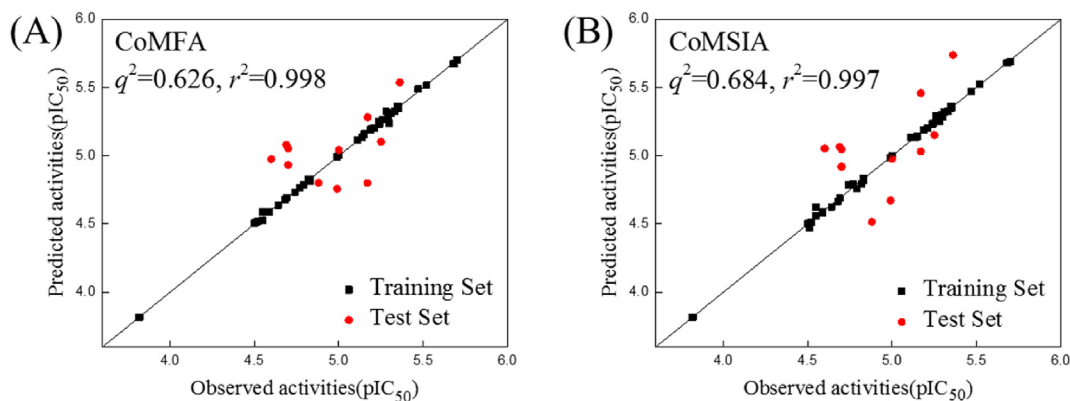 (A)
CoMFA
q²=0.626, r²=0.998
Predicted activities(pIC₅₀)
6.0
5.5
5.0
4.5
4.0
Training Set
Test Set
4.0 4.5 5.0 5.5 6.0
Observed activities(pIC₅₀)
(B)
CoMSIA
q²=0.684, r²=0.997
Predicted activities(pIC₅₀)
6.0
5.5
5.0
4.5
4.0
Training Set
Test Set
4.0 4.5 5.0 5.5 6.0
Observed activities(pIC₅₀)